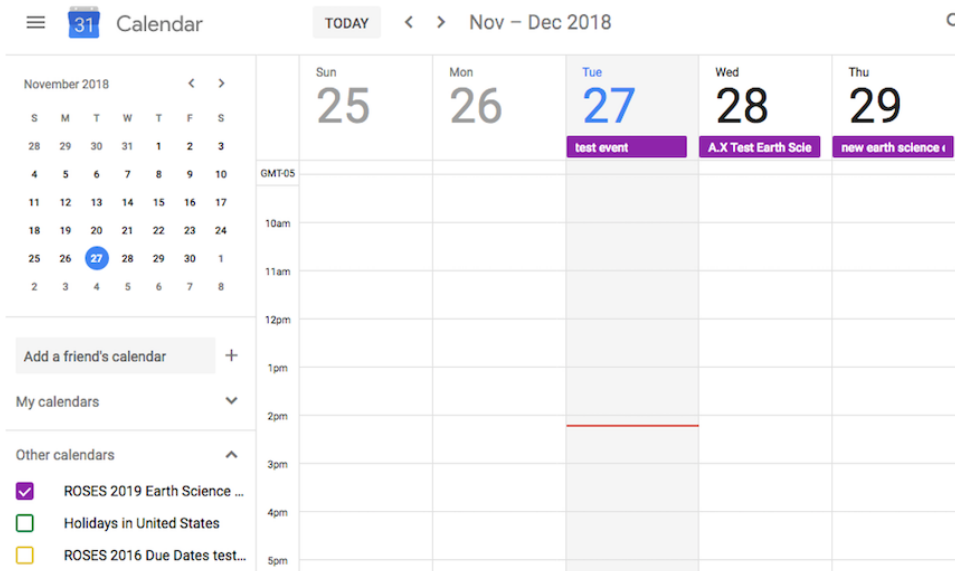 31 Calendar TODAY < > Nov – Dec 2018
November 2018 < >
S M T W T F S
28 29 30 31 1 2 3
4 5 6 7 8 9 10
11 12 13 14 15 16 17
18 19 20 21 22 23 24
25 26 27 28 29 30 1
2 3 4 5 6 7 8
Add a friend's calendar +
My calendars
Other calendars
ROSES 2019 Earth Science ...
Holidays in United States
ROSES 2016 Due Dates test...
Sun Mon Tue Wed Thu
25 26 27 28 29
test event A.X Test Earth Scie new earth science
GMT-05
10am
11am
12pm
1pm
2pm
3pm
4pm
5pm